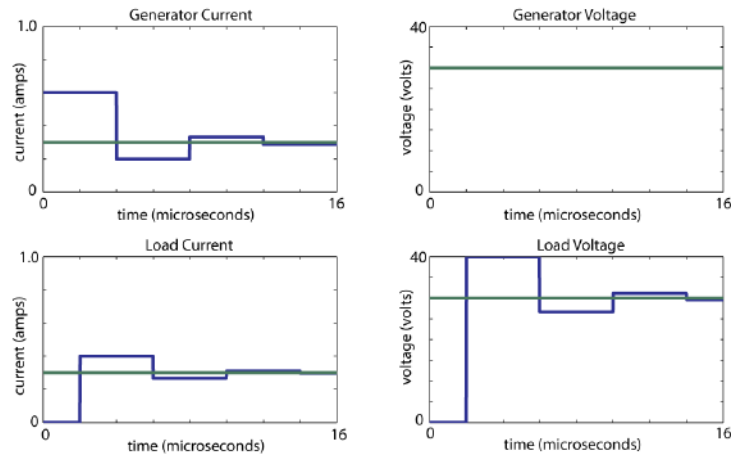 Generator Current
1.0
current (amps)
0
0
16
time (microseconds)
Generator Voltage
40
voltage (volts)
0
0
16
time (microseconds)
Load Current
1.0
current (amps)
0
0
16
time (microseconds)
Load Voltage
40
voltage (volts)
0
0
16
time (microseconds)